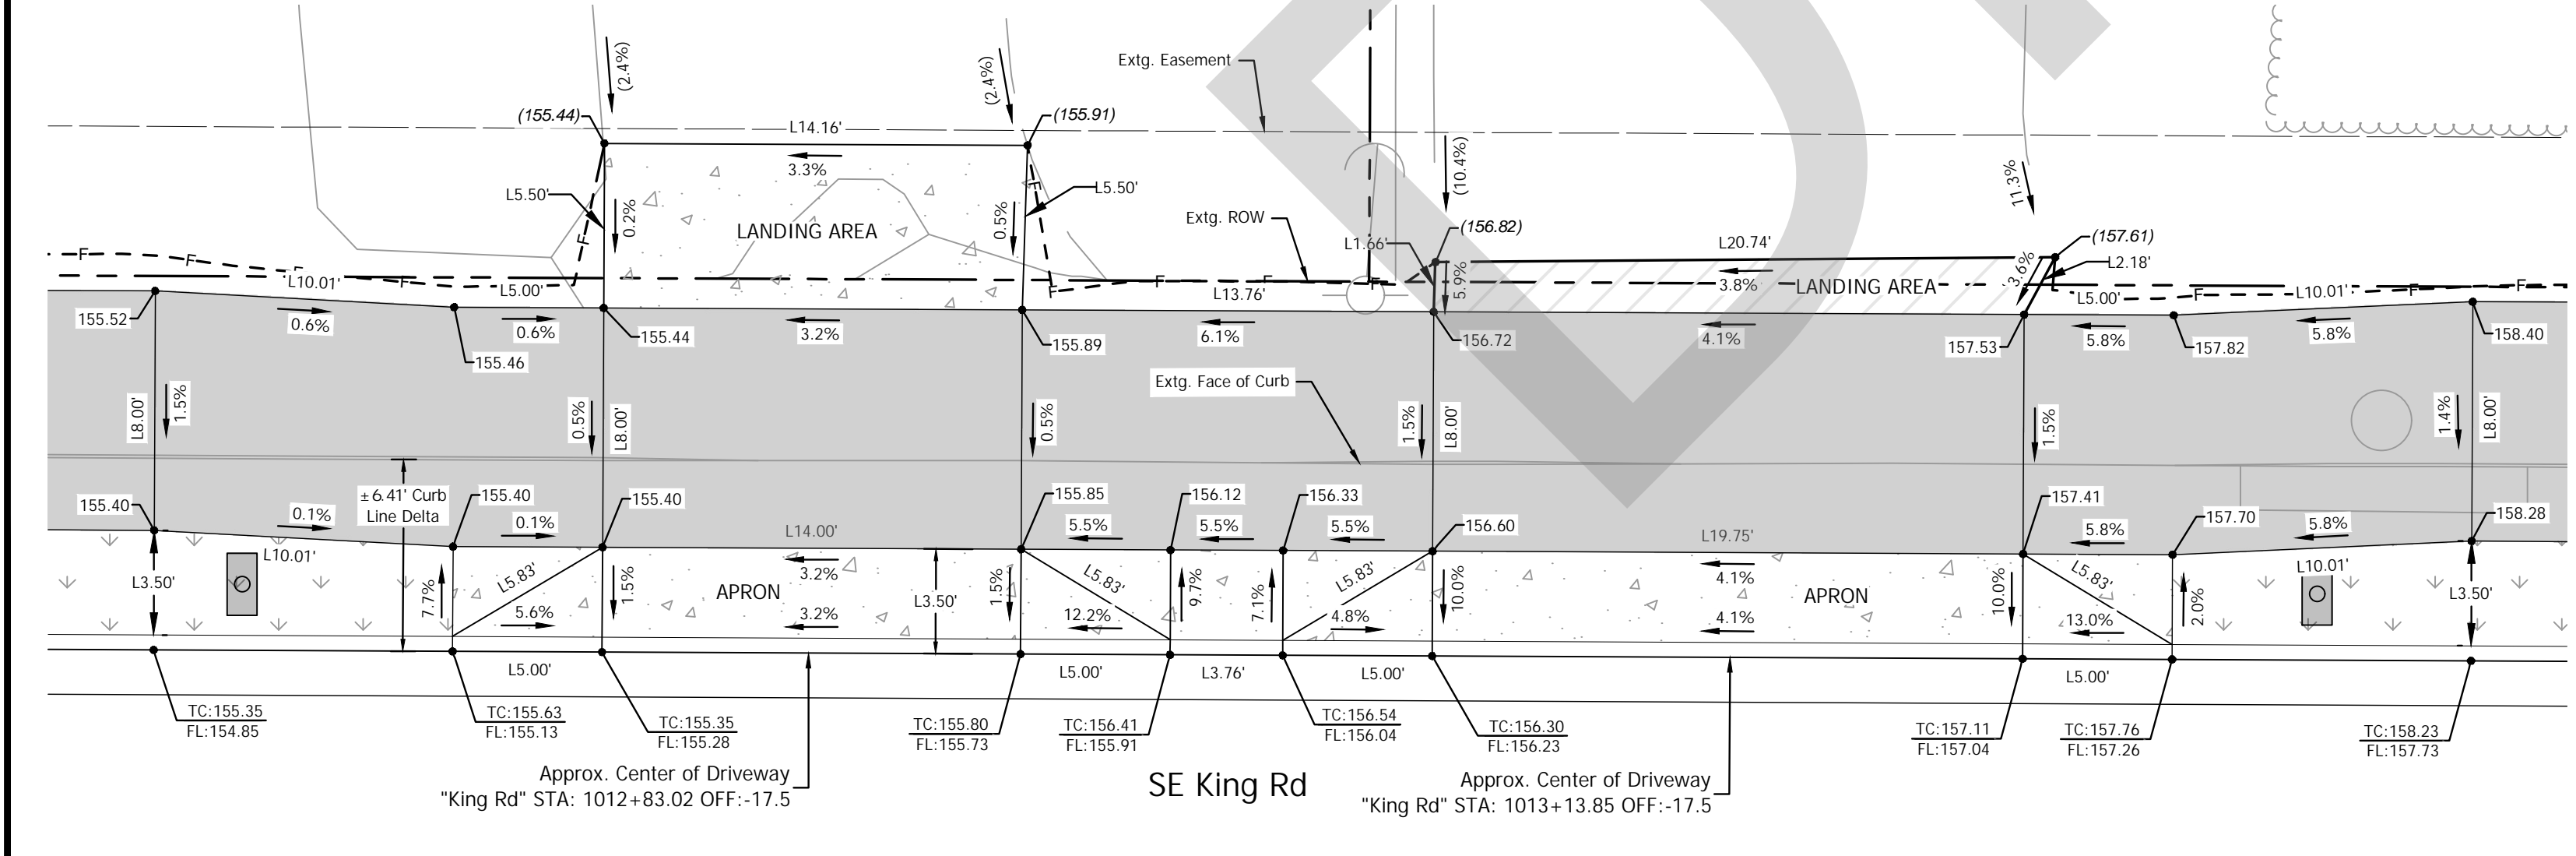 (2.4%)
(2.4%)
Extg. Easement
(155.44)
L14.16'
(155.91)
(10.4%)
3.3%
11.3%
L5.50'
0.2%
LANDING AREA
0.5%
F
L5.50'
Extg. ROW
(156.82)
L1.66'
L20.74'
(157.61)
F
F
F
F
F
L10.01'
F
L5.00'
F
F
F
F
L13.76'
5.9%
3.8%
LANDING AREA
3.6%
L2.18'
L5.00'
F
L10.01'
F
F
155.52
0.6%
0.6%
155.44
3.2%
155.46
155.89
6.1%
156.72
4.1%
157.53
5.8%
157.82
5.8%
158.40
Extg. Face of Curb
L8.00'
1.5%
0.5%
L8.00'
0.5%
1.5%
L8.00'
1.5%
1.4%
L8.00'
155.40
±6.41' Curb
Line Delta
155.40
155.40
155.85
156.12
156.33
157.41
0.1%
0.1%
L14.00'
5.5%
5.5%
5.5%
156.60
L19.75'
5.8%
157.70
5.8%
158.28
L10.01'
L3.50'
7.7%
L5.83'
5.6%
1.5%
APRON
3.2%
3.2%
L3.50'
1.5%
L5.83'
12.2%
9.7%
7.1%
L5.83'
4.8%
10.0%
4.1%
4.1%
APRON
10.0%
L5.83'
13.0%
2.0%
L10.01'
L3.50'
L5.00'
L5.00'
L3.76'
L5.00'
L5.00'
TC:155.35
FL:154.85
TC:155.63
FL:155.13
TC:155.35
FL:155.28
TC:155.80
FL:155.73
TC:156.41
FL:155.91
TC:156.54
FL:156.04
TC:156.30
FL:156.23
TC:157.11
FL:157.04
TC:157.76
FL:157.26
TC:158.23
FL:157.73
Approx. Center of Driveway
"King Rd" STA: 1012+83.02 OFF:-17.5
SE King Rd
Approx. Center of Driveway
"King Rd" STA: 1013+13.85 OFF:-17.5